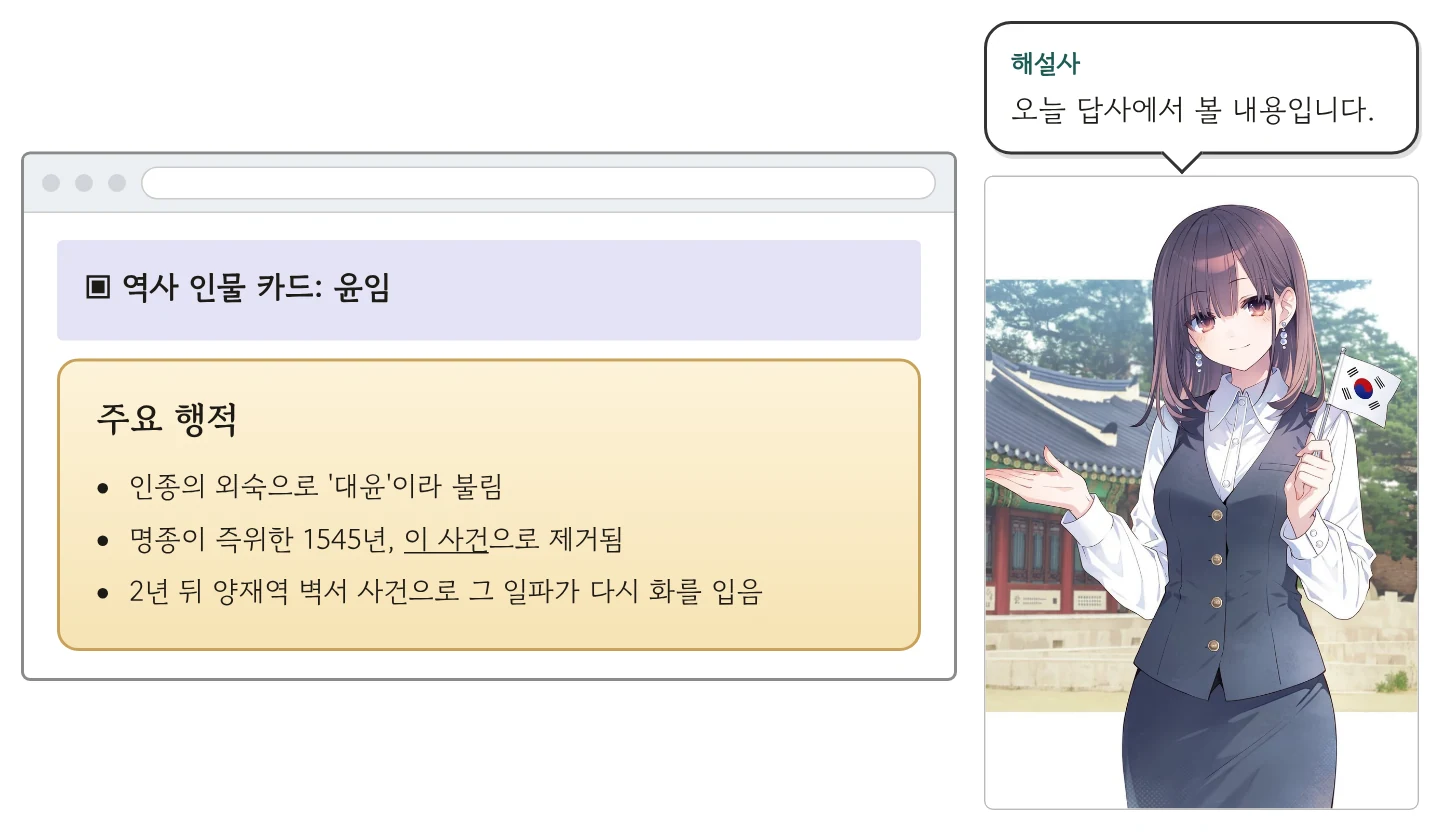 ▣ 역사 인물 카드: 윤임
주요 행적
• 인종의 외숙으로 '대윤'이라 불림
• 명종이 즉위한 1545년, 이 사건으로 제거됨
• 2년 뒤 양재역 벽서 사건으로 그 일파가 다시 화를 입음
해설사
오늘 답사에서 볼 내용입니다.